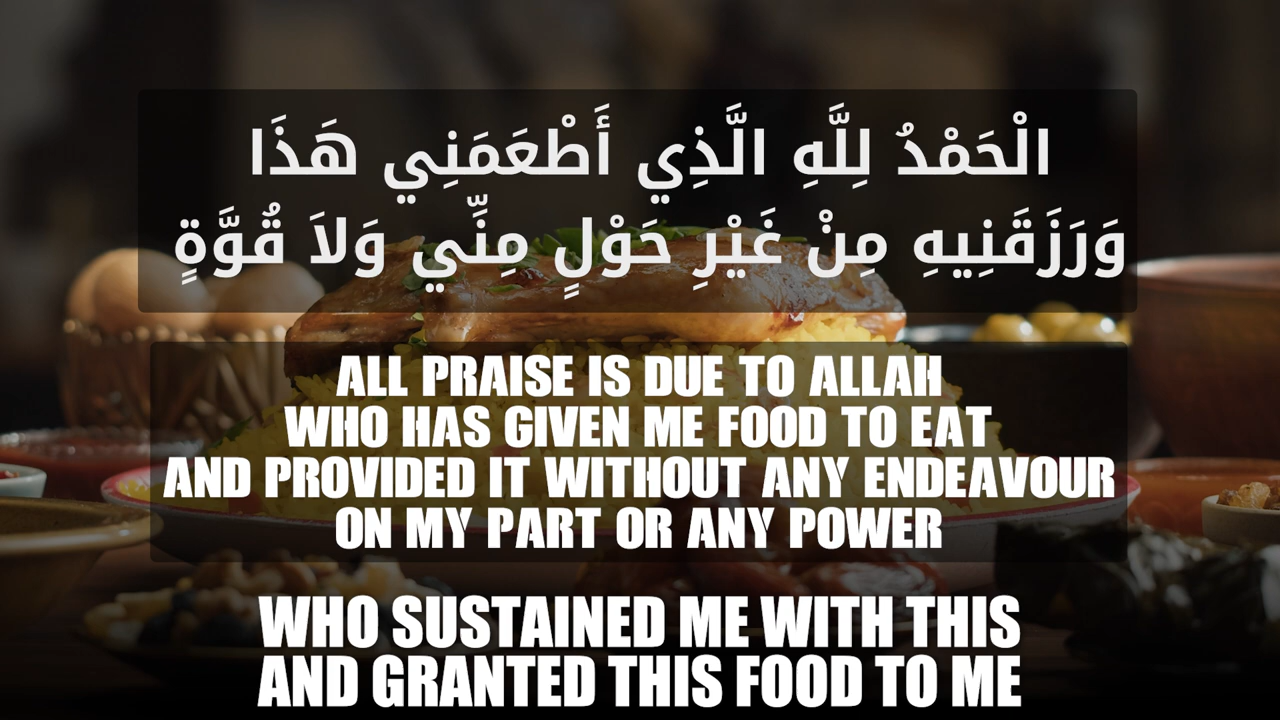 الْحَمْدُ لِلَّهِ الَّذِي أَطْعَمَنِي هَذَا
وَرَزَقَنِيهِ مِنْ غَيْرِ حَوْلٍ مِنِّي وَلاَ قُوَّةٍ
ALL PRAISE IS DUE TO ALLAH
WHO HAS GIVEN ME FOOD TO EAT
AND PROVIDED IT WITHOUT ANY ENDEAVOUR
ON MY PART OR ANY POWER
WHO SUSTAINED ME WITH THIS
AND GRANTED THIS FOOD TO ME